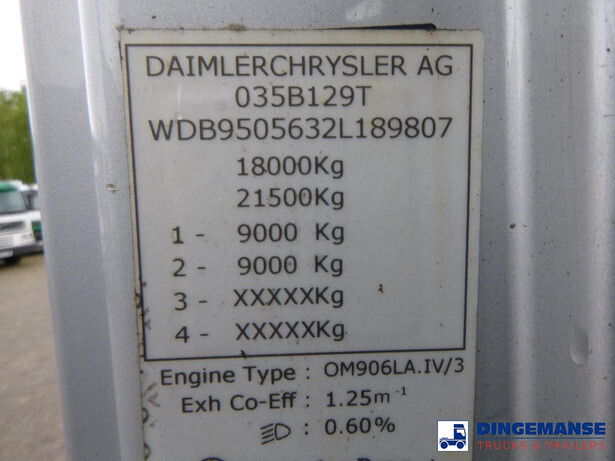 DAIMLERCHRYSLER AG
035B129T
WDB9505632L189807
18000Kg
21500Kg
1 - 9000 Kg
2 - 9000 Kg
3 - XXXXXKg
4 - XXXXXKg
Engine Type : OM906LA.IV/3
Exh Co-Eff : 1.25m⁻¹
: 0.60%
DINGEMANSE
TRUCKS & TRAILERS